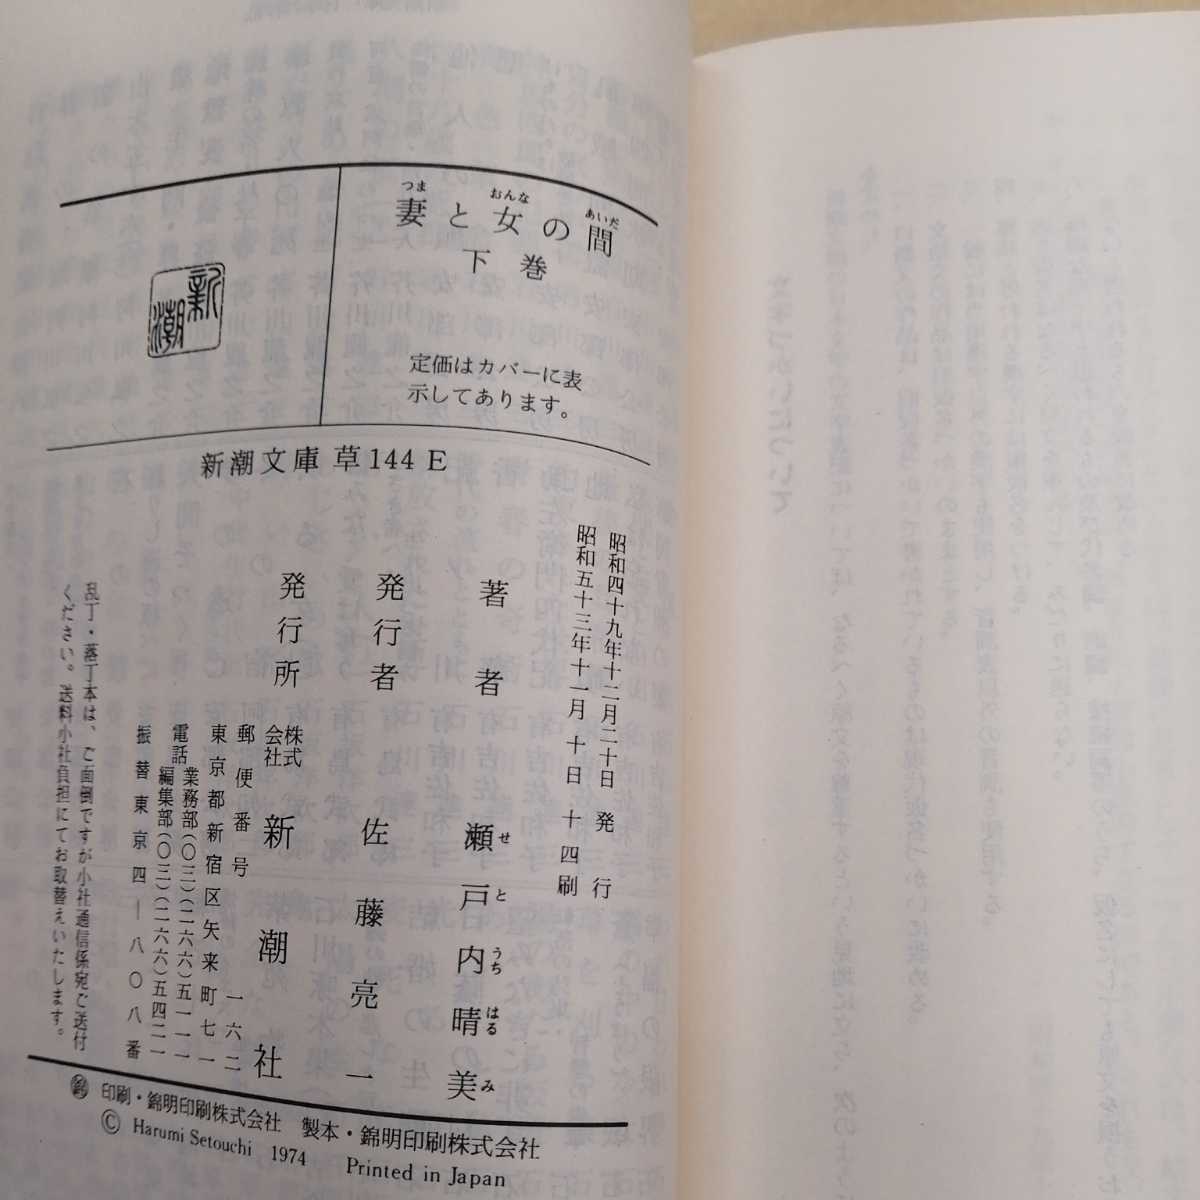 妻と女の間
下巻
新潮
定価はカバーに表
示してあります。
新潮文庫 草144E
昭和四十九年十二月二十日 発行
昭和五十三年十一月 十日 十四刷
著者 瀬戸内晴美
発行者 佐藤亮一
発行所 株式会社 新潮社
郵便番号 一六二
東京都新宿区矢来町七一
電話 業務部(〇三)(二六六)五一一一
編集部(〇三)(二六六)五四二一
振替東京四―八〇八番
乱丁・落丁本は、ご面倒ですが小社通信係宛ご送付
ください。送料小社負担にてお取替えいたします。
印刷・錦明印刷株式会社 製本・錦明印刷株式会社
© Harumi Setouchi 1974 Printed in Japan